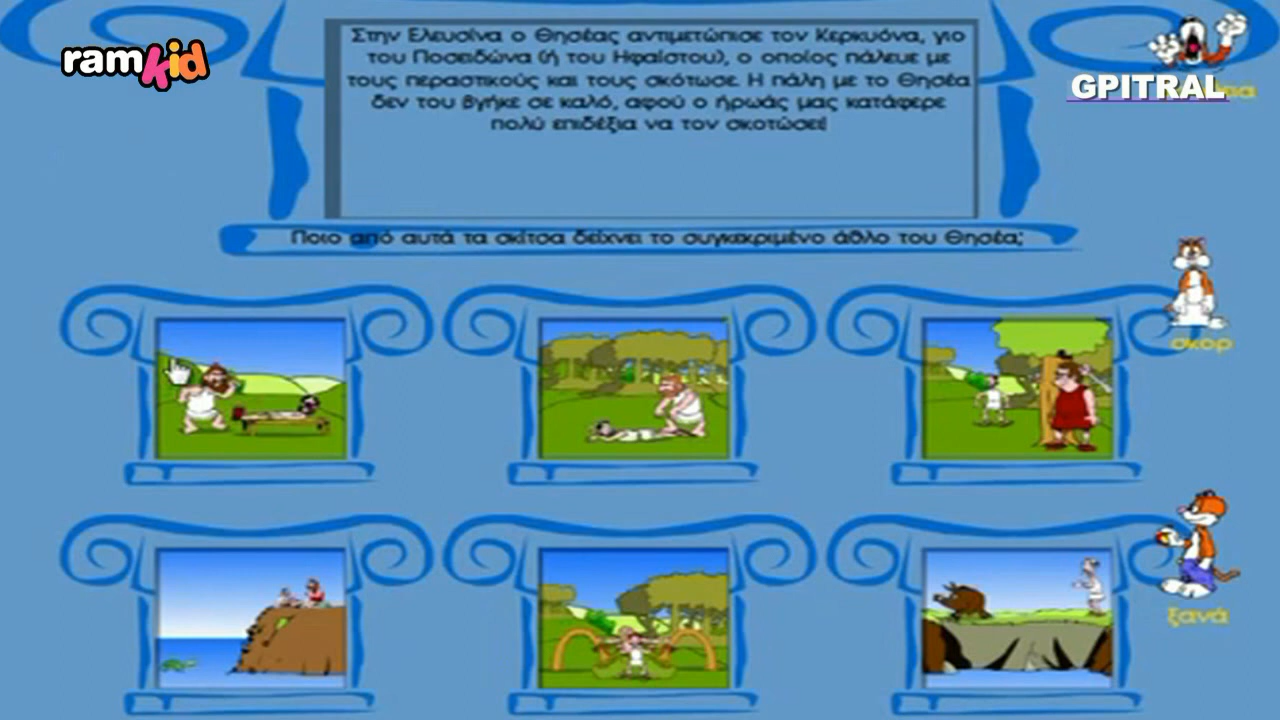 ramkid
GPITRAL
Στην Ελευσίνα ο Θησέας αντιμετώπισε τον Κερκυόνα, γιο
του Ποσειδώνα (ή του Ηφαίστου), ο οποίος πάλευε με
τους περαστικούς και τους σκότωσε. Η πάλη με το Θησέα
δεν του βγήκε σε καλό, αφού ο ήρωάς μας κατάφερε
πολύ επιδέξια να τον σκοτώσει!
Ποιο από αυτά τα σκίτσα δείχνει το συγκεκριμένο άθλο του Θησέα;
σκορ
ξανά